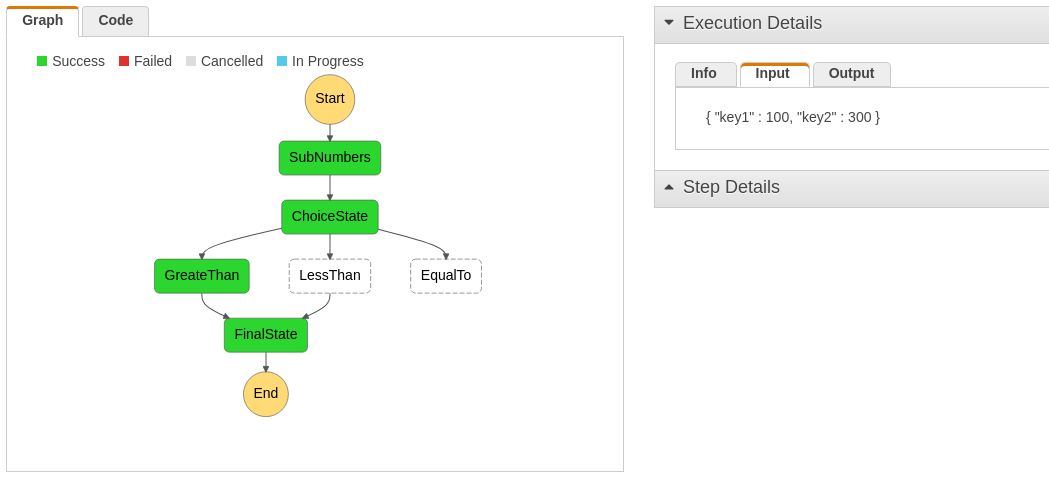 Graph Code
Success Failed Cancelled In Progress
Start
SubNumbers
ChoiceState
GreateThan LessThan EqualTo
FinalState
End
Execution Details
Info Input Output
{ "key1" : 100, "key2" : 300 }
Step Details